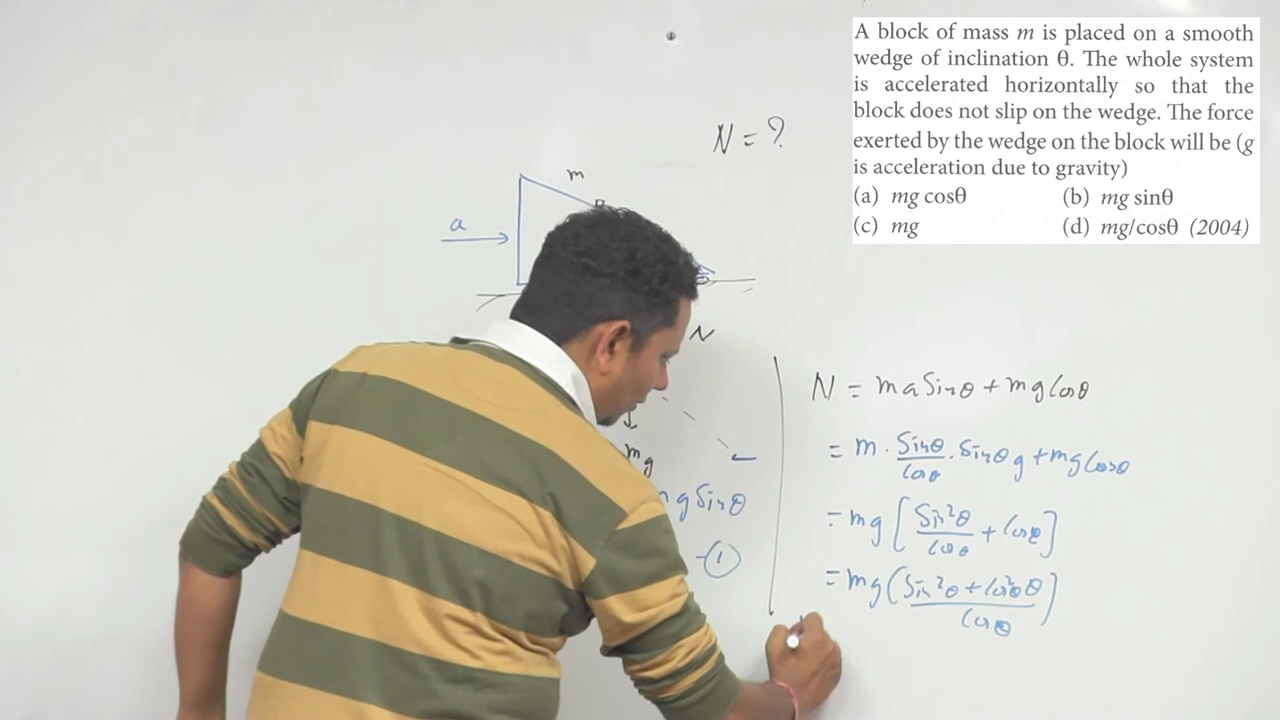 A block of mass m is placed on a smooth
wedge of inclination θ. The whole system
is accelerated horizontally so that the
block does not slip on the wedge. The force
exerted by the wedge on the block will be (g
is acceleration due to gravity)
(a) mg cosθ (b) mg sinθ
(c) mg (d) mg/cosθ (2004)
N = ?
m
a
N
mg
mg Sinθ
-①
N = ma Sinθ + mg Cosθ
= m · Sinθ/Cosθ . Sinθ g + mg Cosθ
= mg [Sin²θ/Cosθ + Cosθ]
= mg (Sin²θ + Cos²θ/Cosθ)